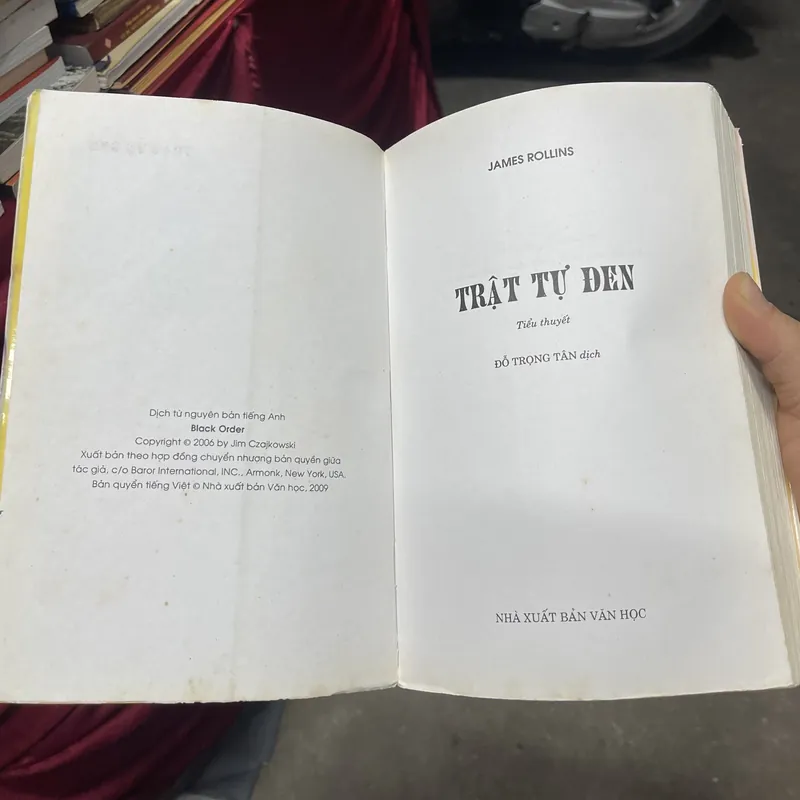 Dịch từ nguyên bản tiếng Anh
Black Order
Copyright © 2006 by Jim Czajkowski
Xuất bản theo hợp đồng chuyển nhượng bản quyền giữa
tác giả, c/o Baror International, INC., Armonk, New York, USA.
Bản quyền tiếng Việt © Nhà xuất bản Văn học, 2009
JAMES ROLLINS
TRẬT TỰ ĐEN
Tiểu thuyết
ĐỖ TRỌNG TÂN dịch
NHÀ XUẤT BẢN VĂN HỌC